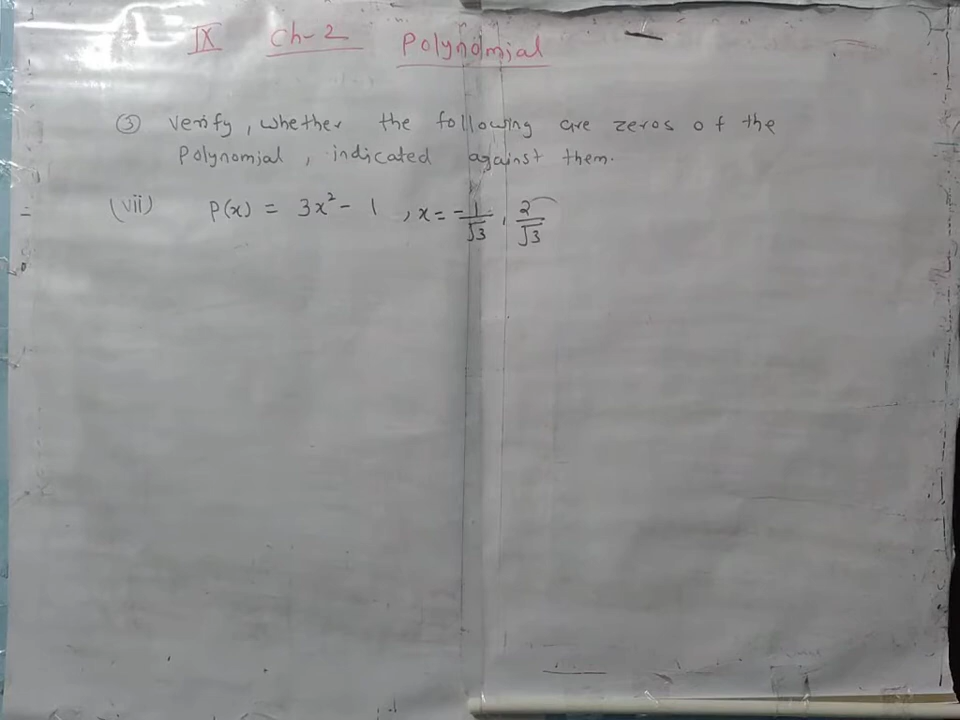 IX Ch-2 Polynomial
③ Verify, whether the following are zeros of the
Polynomial, indicated against them.
(vii) P(x) = 3x² - 1 , x = -1/√3 , 2/√3